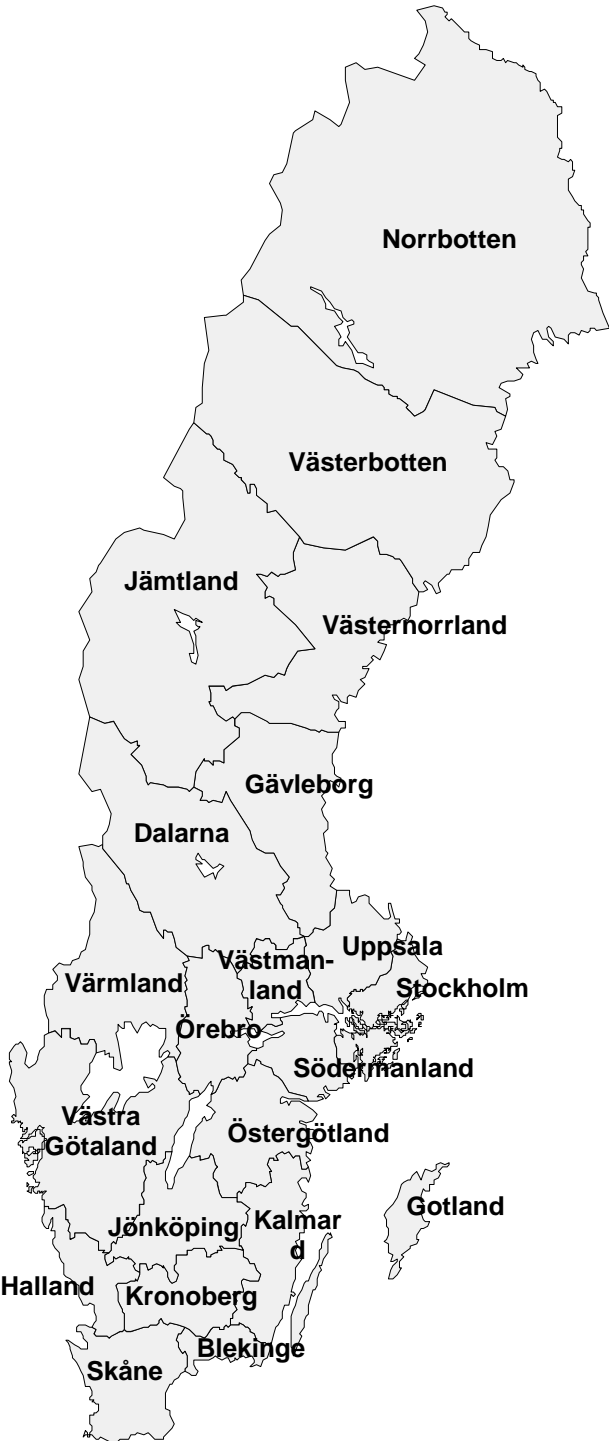 Norrbotten
Västerbotten
Jämtland
Västernorrland
Gävleborg
Dalarna
Uppsala
Västman-
land
Värmland
Stockholm
Örebro
Södermanland
Västra
Götaland
Östergötland
Gotland
Jönköping
Kalmar
d
Halland
Kronoberg
Blekinge
Skåne